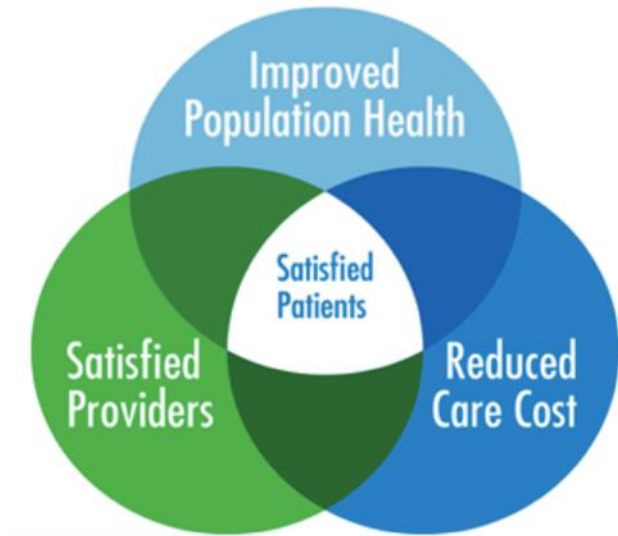 Improved
Population Health
Satisfied
Patients
Satisfied
Providers
Reduced
Care Cost